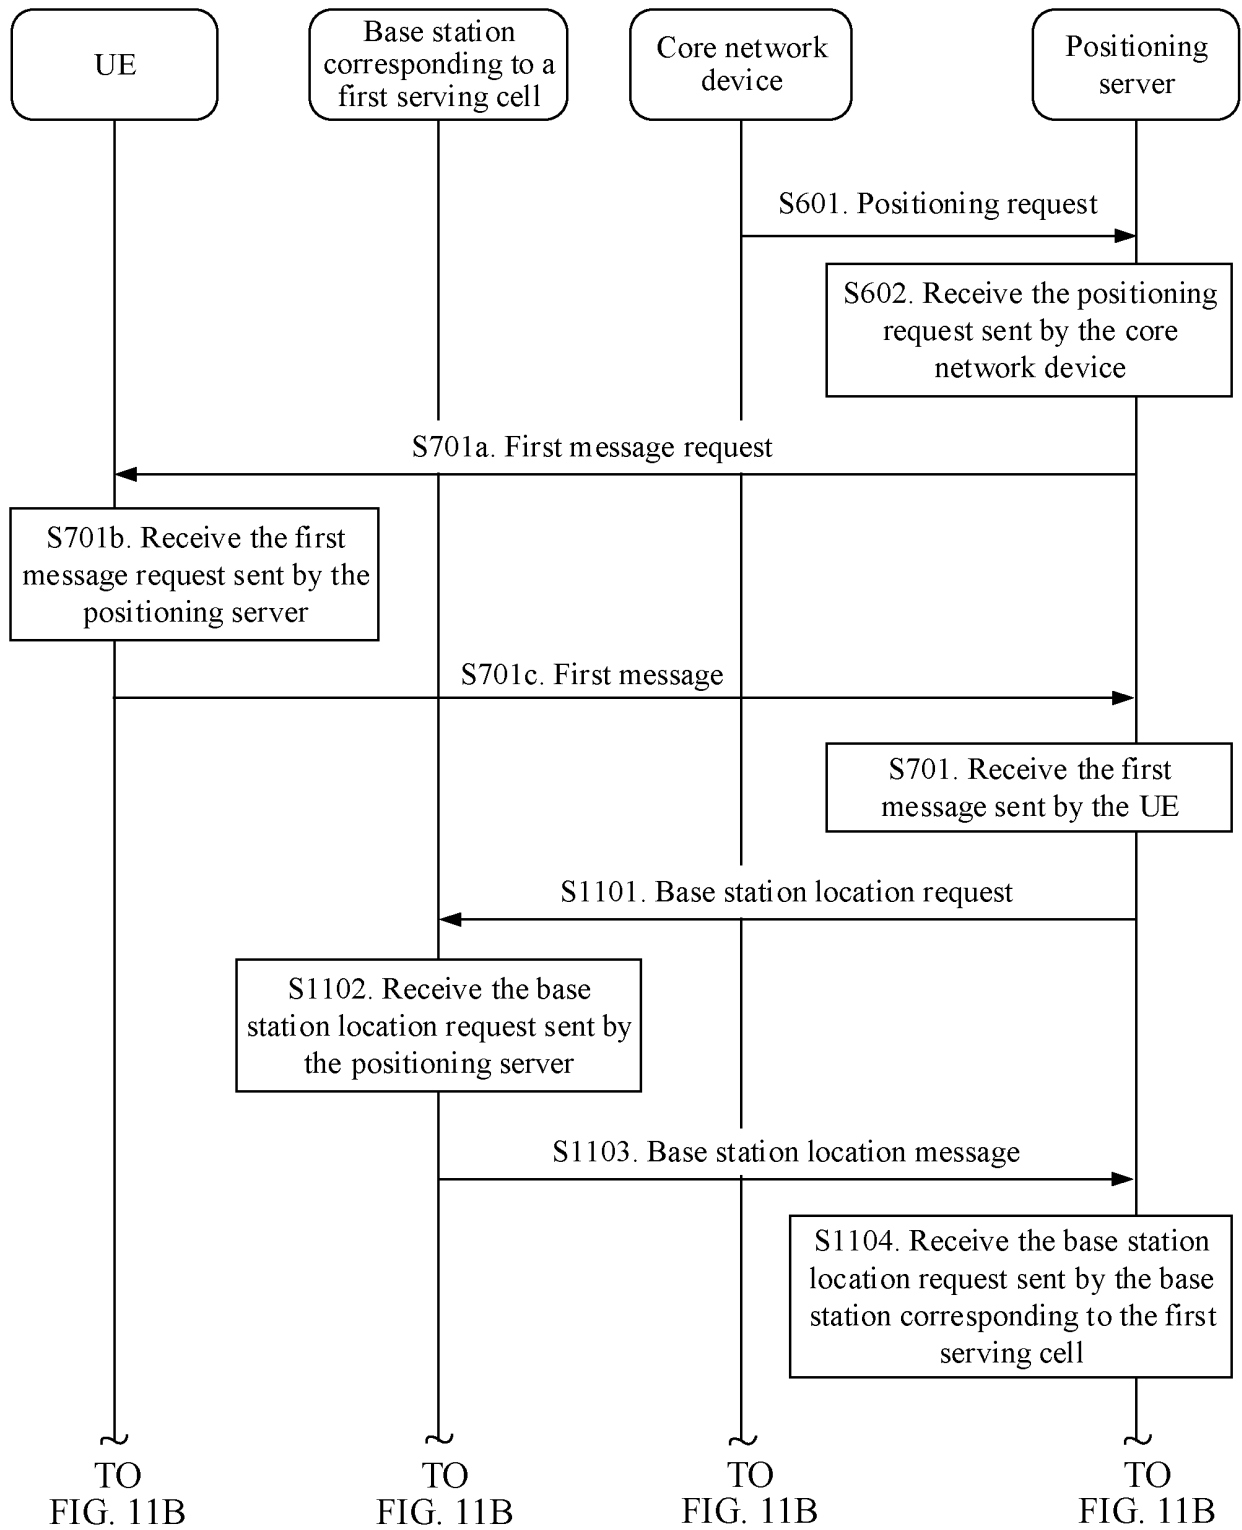 UE
Base station
corresponding to a
first serving cell
Core network
device
Positioning
server
S601. Positioning request
S602. Receive the positioning
request sent by the core
network device
S701a. First message request
S701b. Receive the first
message request sent by the
positioning server
S701c. First message
S701. Receive the first
message sent by the UE
S1101. Base station location request
S1102. Receive the base
station location request sent by
the positioning server
S1103. Base station location message
S1104. Receive the base station
location request sent by the base
station corresponding to the first
serving cell
TO
FIG. 11B
TO
FIG. 11B
TO
FIG. 11B
TO
FIG. 11B